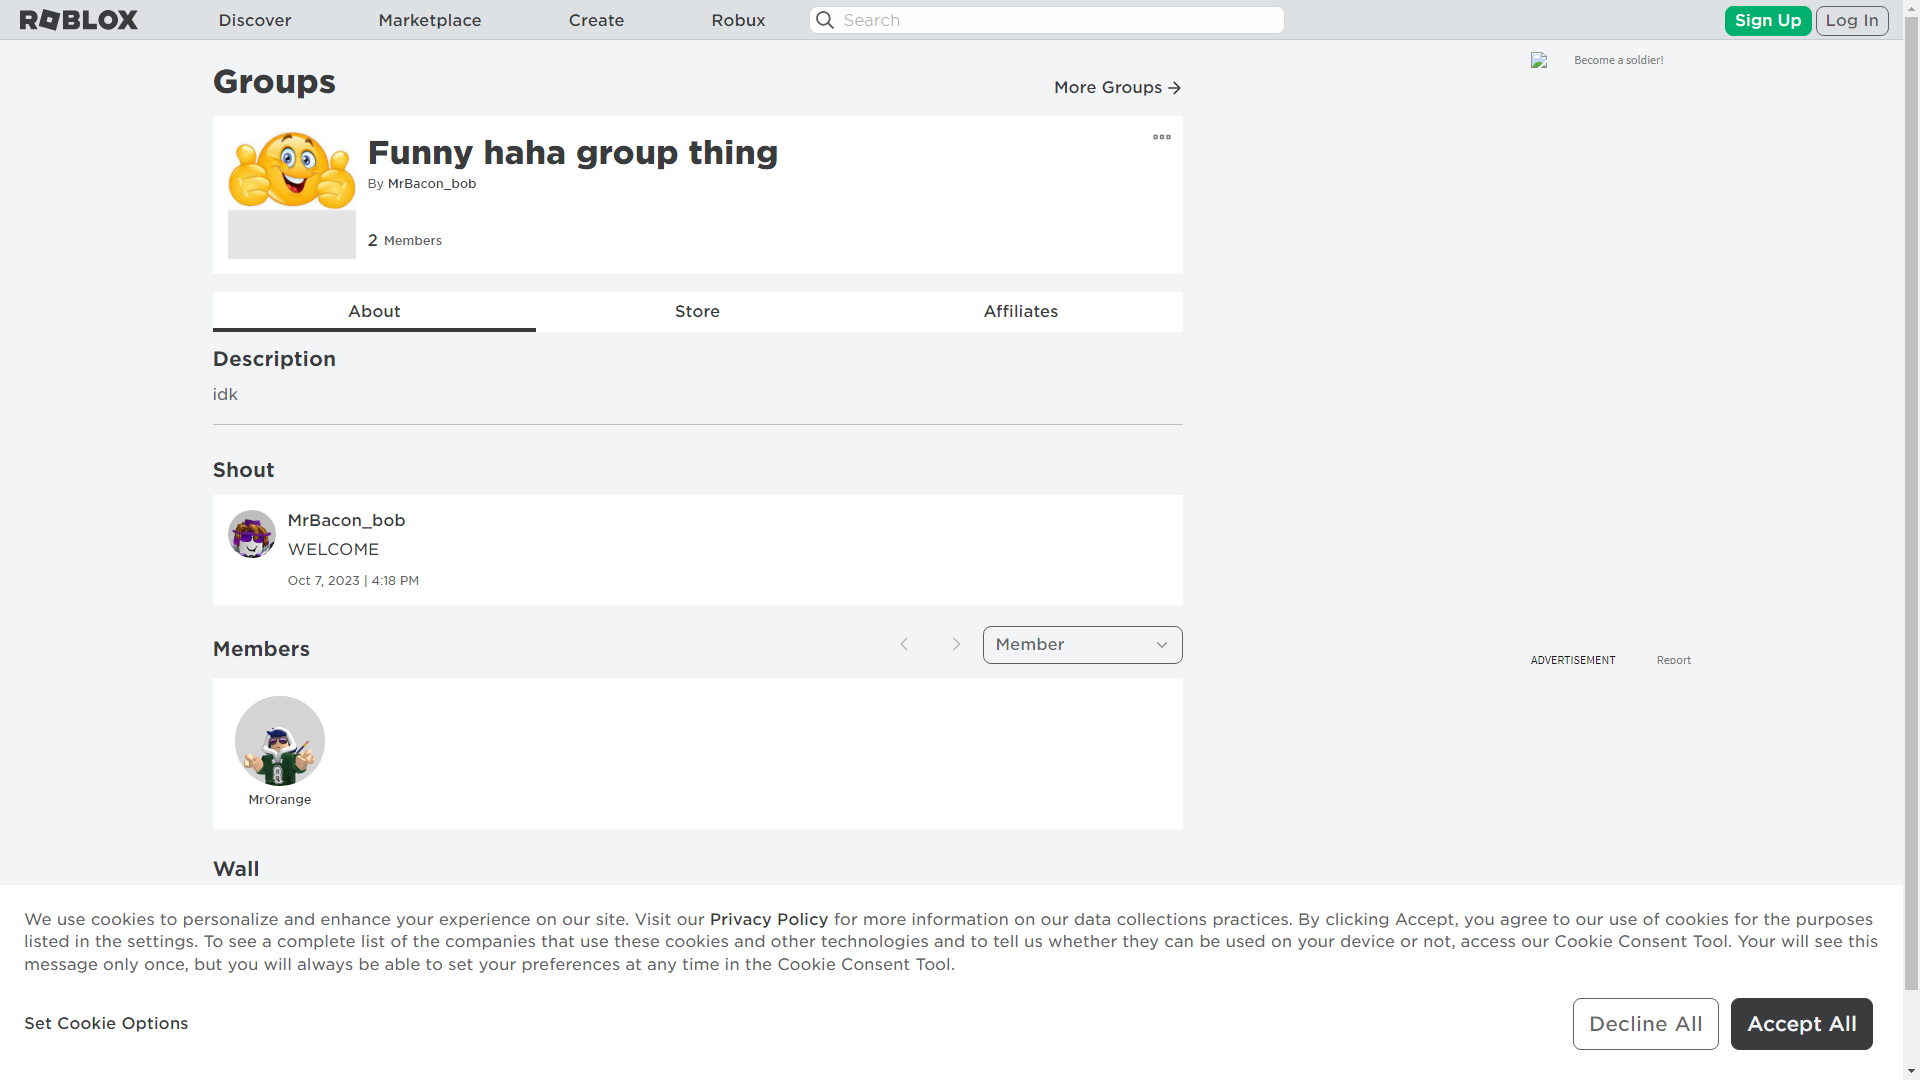 ROBLOX
Discover
Marketplace
Create
Robux
Search
Sign Up
Log In
Groups
More Groups
Become a soldier!
Funny haha group thing
By MrBacon_bob
2 Members
About
Store
Affiliates
Description
idk
Shout
MrBacon_bob
WELCOME
Oct 7, 2023 | 4:18 PM
Members
Member
ADVERTISEMENT
Report
MrOrange
Wall
We use cookies to personalize and enhance your experience on our site. Visit our Privacy Policy for more information on our data collections practices. By clicking Accept, you agree to our use of cookies for the purposes
listed in the settings. To see a complete list of the companies that use these cookies and other technologies and to tell us whether they can be used on your device or not, access our Cookie Consent Tool. Your will see this
message only once, but you will always be able to set your preferences at any time in the Cookie Consent Tool.
Set Cookie Options
Decline All
Accept All